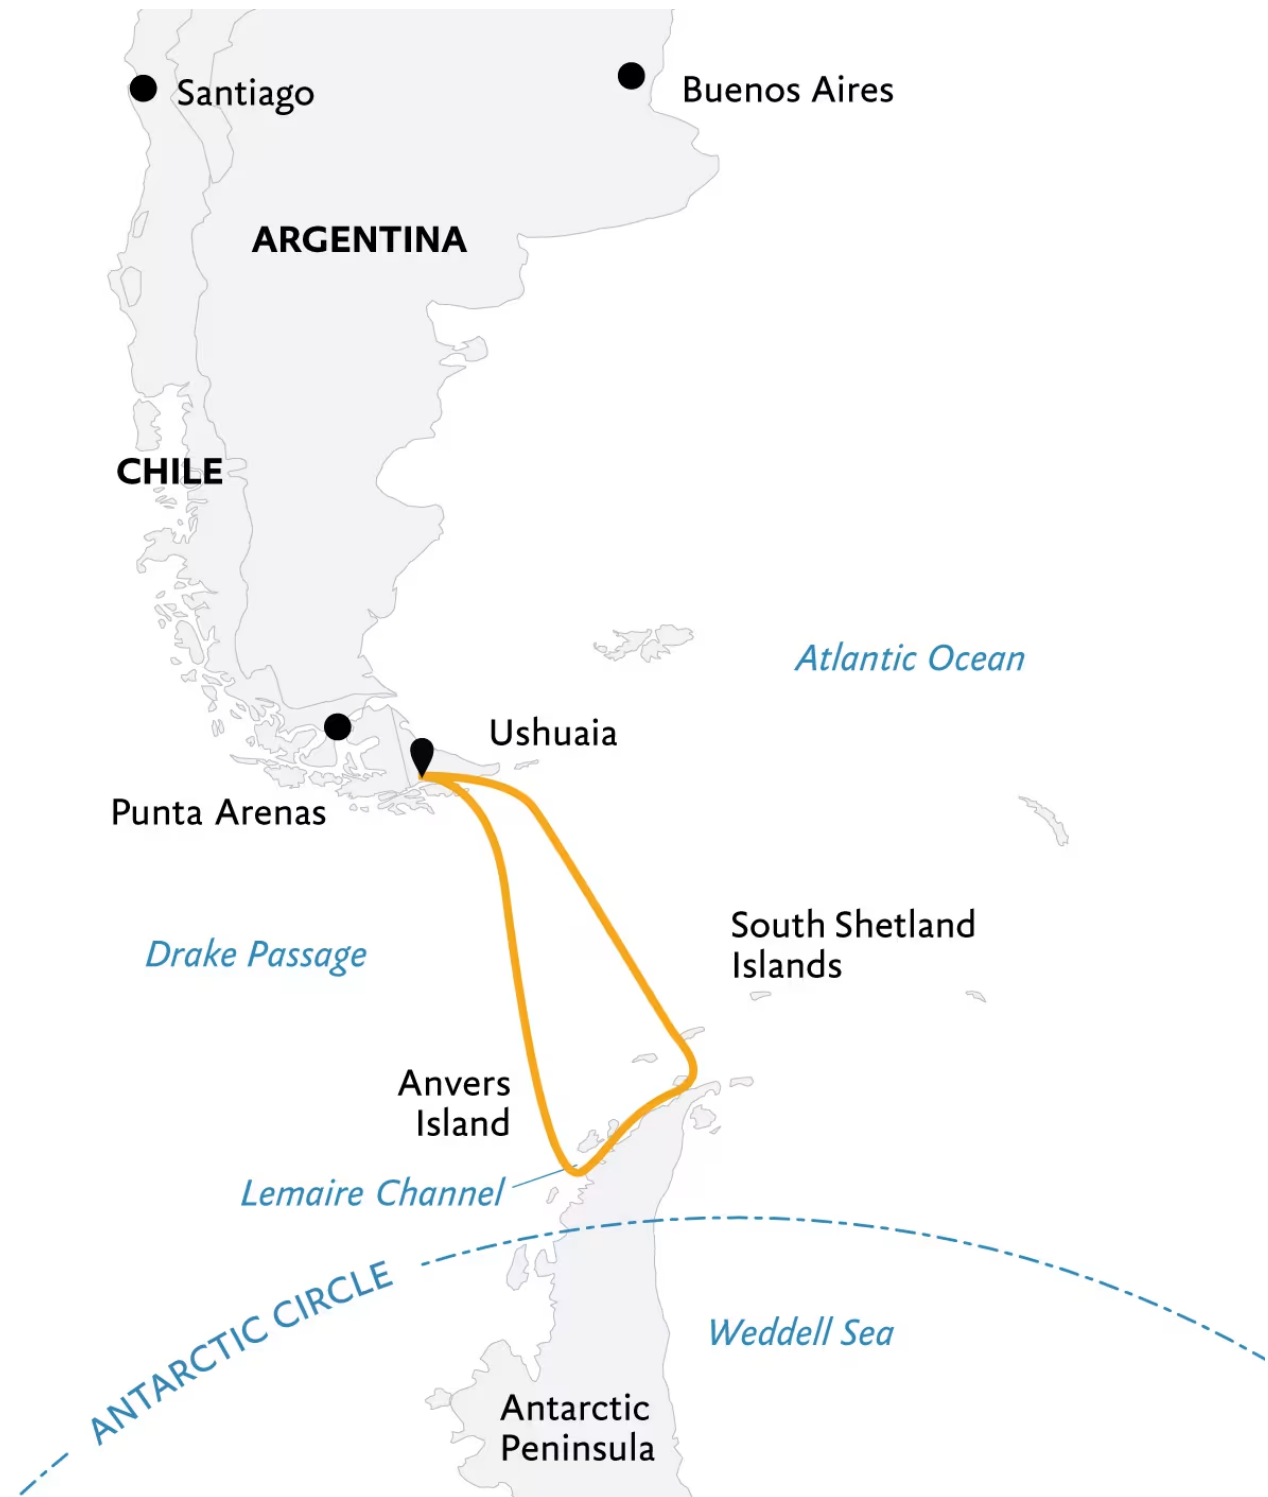 Santiago
Buenos Aires
ARGENTINA
CHILE
Atlantic Ocean
Ushuaia
Punta Arenas
South Shetland
Islands
Drake Passage
Anvers
Island
Lemaire Channel
ANTARCTIC CIRCLE
Weddell Sea
Antarctic
Peninsula